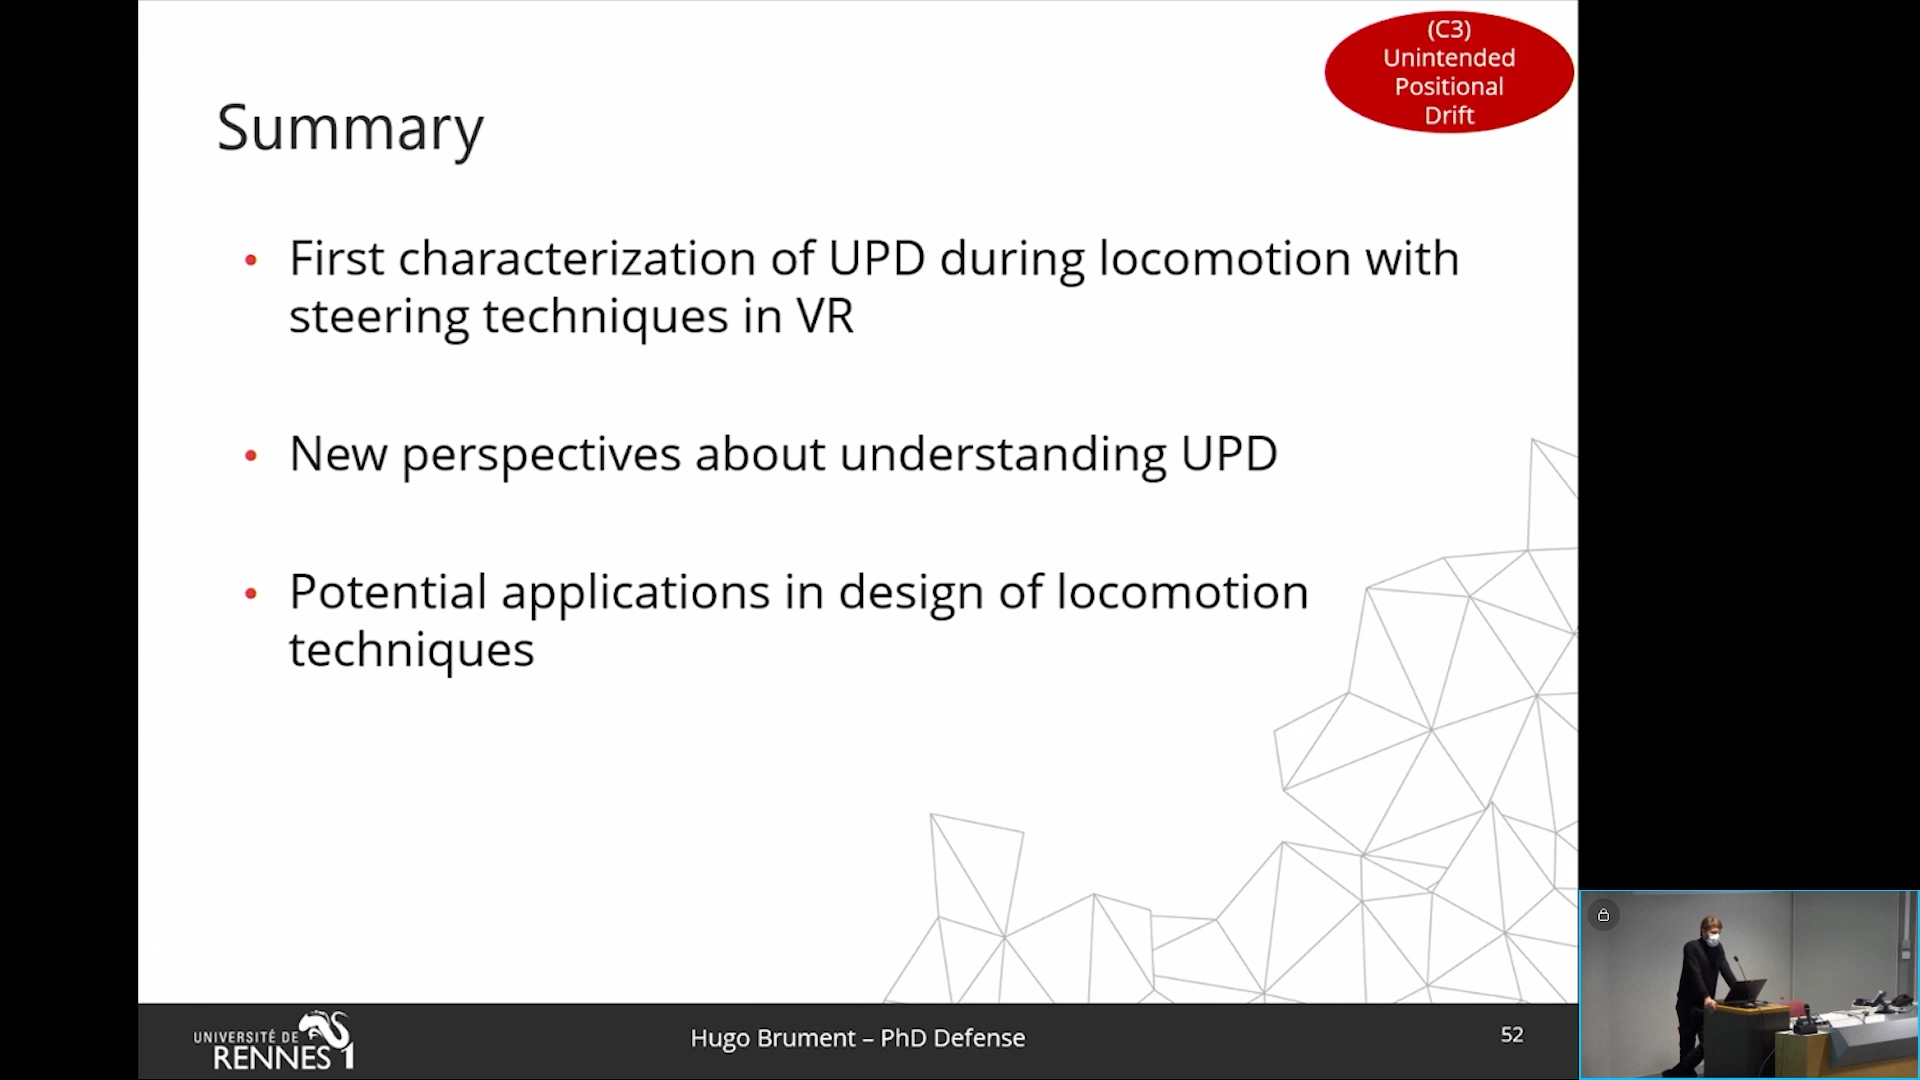 (C3)
Unintended
Positional
Drift
Summary
• First characterization of UPD during locomotion with
steering techniques in VR
• New perspectives about understanding UPD
• Potential applications in design of locomotion
techniques
UNIVERSITÉ DE
RENNES 1
Hugo Brument – PhD Defense
52